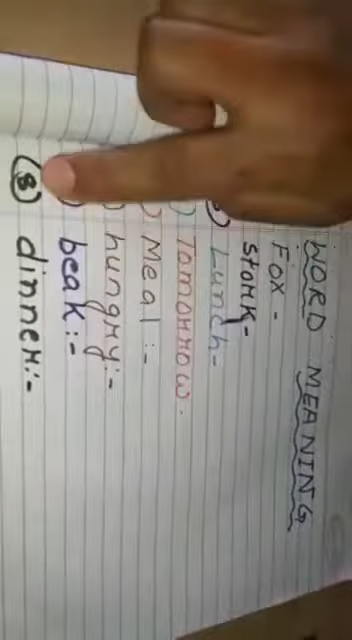 WORD MEANING
Fox -
Stork -
Lunch -
Tomorrow.
Meal :-
hungry :-
beak :-
(8) dinner :-